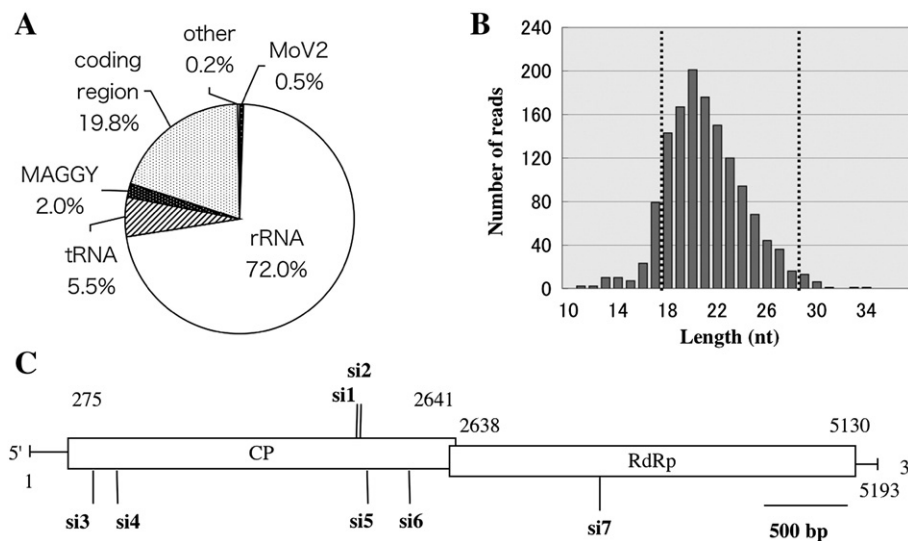 A
other
0.2%
MoV2
0.5%
coding
region
19.8%
MAGGY
2.0%
tRNA
5.5%
rRNA
72.0%
B
Number of reads
240
200
160
120
80
40
0
10 14 18 22 26 30 34
Length (nt)
C
si2
si1
275
2641
2638
5130
5'
CP
RdRp
3
1
5193
si3
si4
si5
si6
si7
500 bp